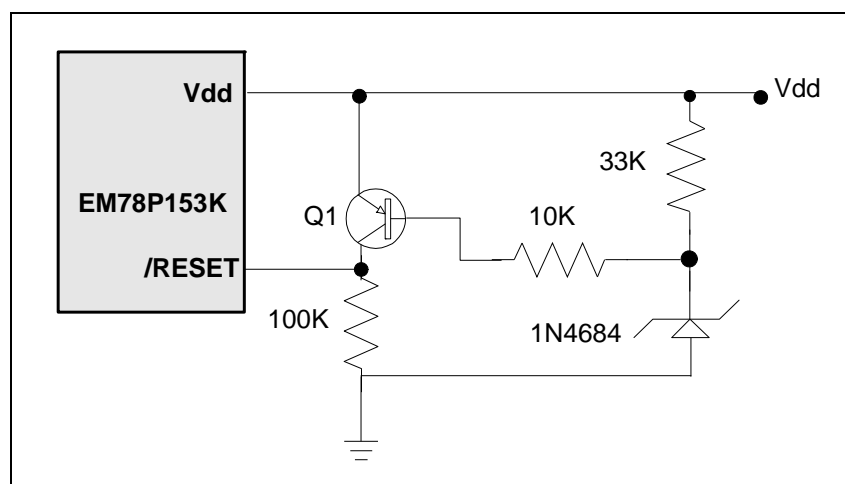 Vdd
Vdd
33K
EM78P153K
Q1
10K
/RESET
100K
1N4684